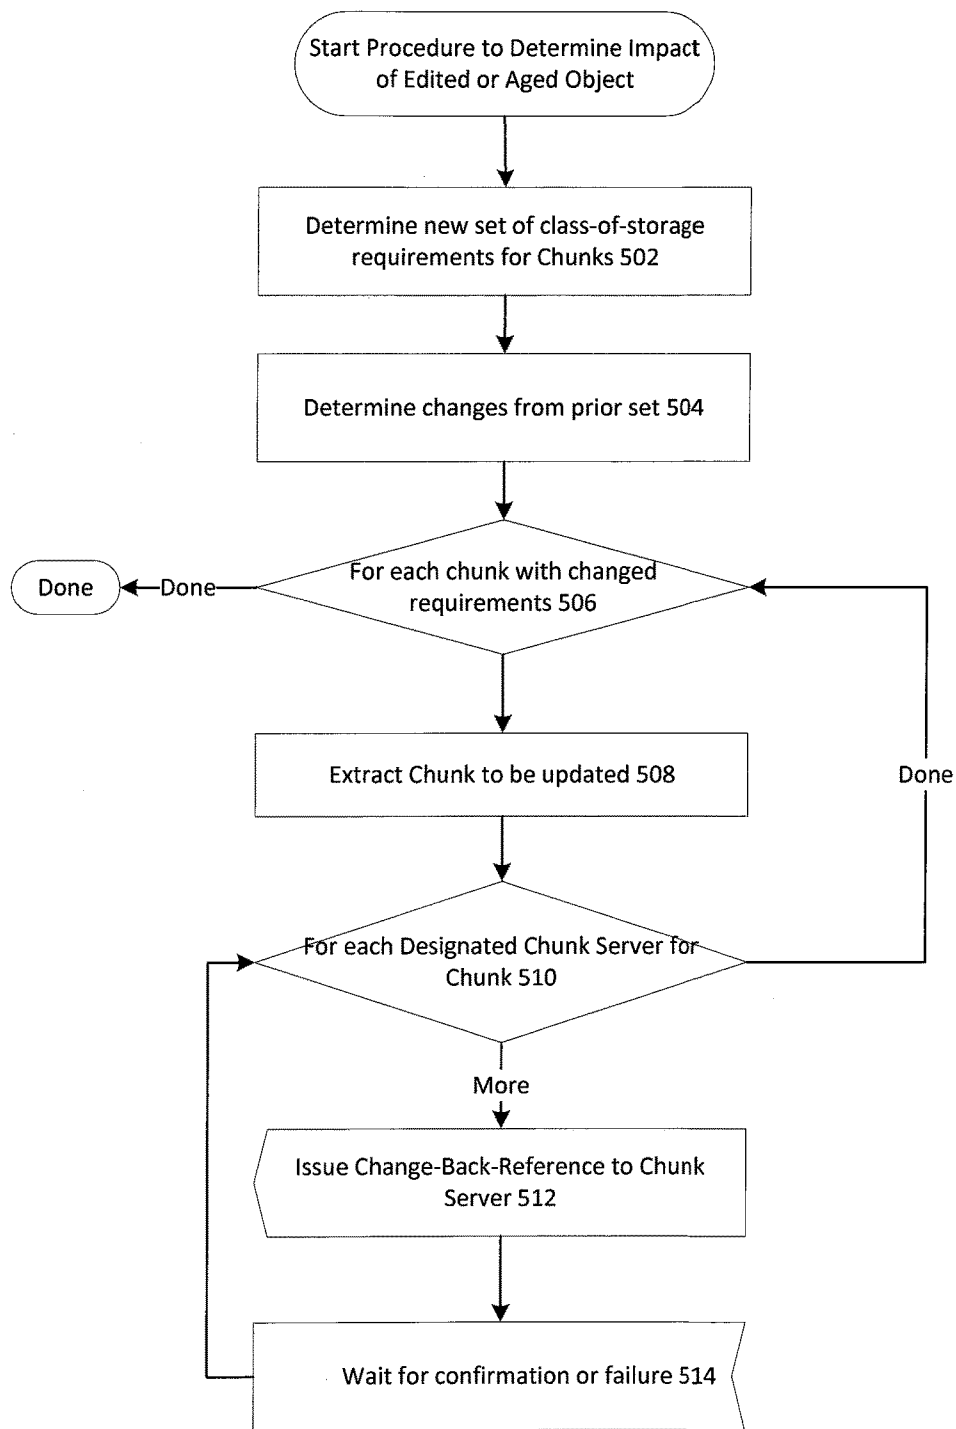 Start Procedure to Determine Impact
of Edited or Aged Object
Determine new set of class-of-storage
requirements for Chunks 502
Determine changes from prior set 504
For each chunk with changed
requirements 506
Done
Done
Extract Chunk to be updated 508
Done
For each Designated Chunk Server for
Chunk 510
More
Issue Change-Back-Reference to Chunk
Server 512
Wait for confirmation or failure 514